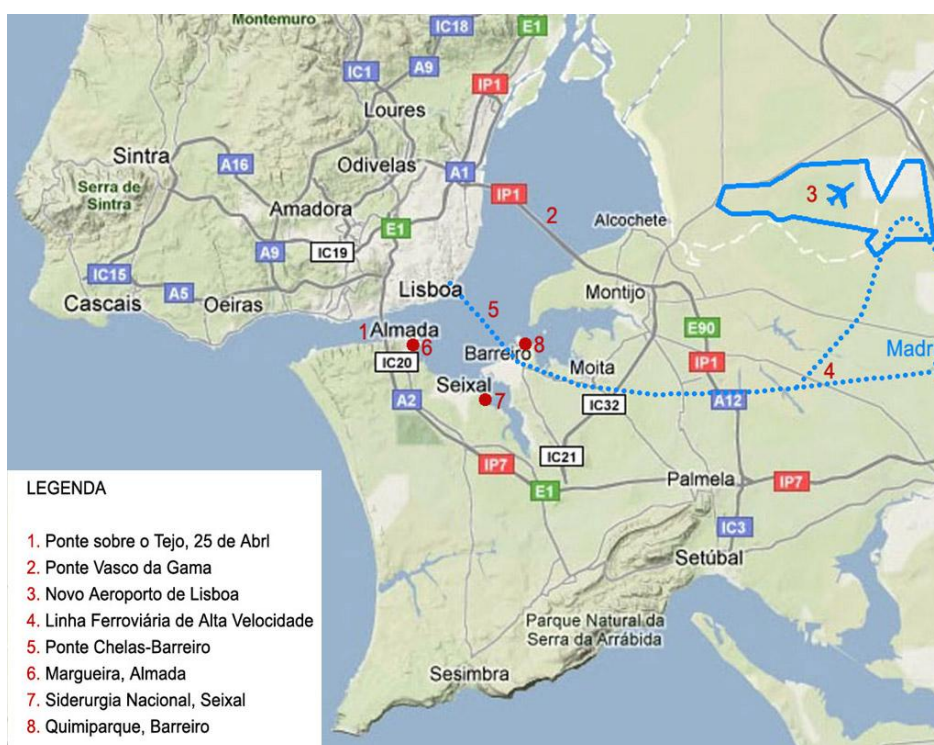 Montemuro
IC18
E1
A9
IC1
IP1
Loures
Sintra
A16
Odivelas
A1
Serra de
Sintra
IP1
3
2
Amadora
Alcochete
E1
A9
IC19
IC15
A5
Lisboa
Montijo
Cascais
Oeiras
5
E90
1
Almada
6
8
Madr
IC20
Barreiro
IP1
Moita
4
Seixal
A2
7
IC32
A12
IC21
IP7
Palmela
IP7
E1
IC3
Setúbal
Parque Natural da
Serra da Arrábida
Sesimbra
LEGENDA
1. Ponte sobre o Tejo, 25 de Abrl
2. Ponte Vasco da Gama
3. Novo Aeroporto de Lisboa
4. Linha Ferroviária de Alta Velocidade
5. Ponte Chelas-Barreiro
6. Margueira, Almada
7. Siderurgia Nacional, Seixal
8. Quimiparque, Barreiro